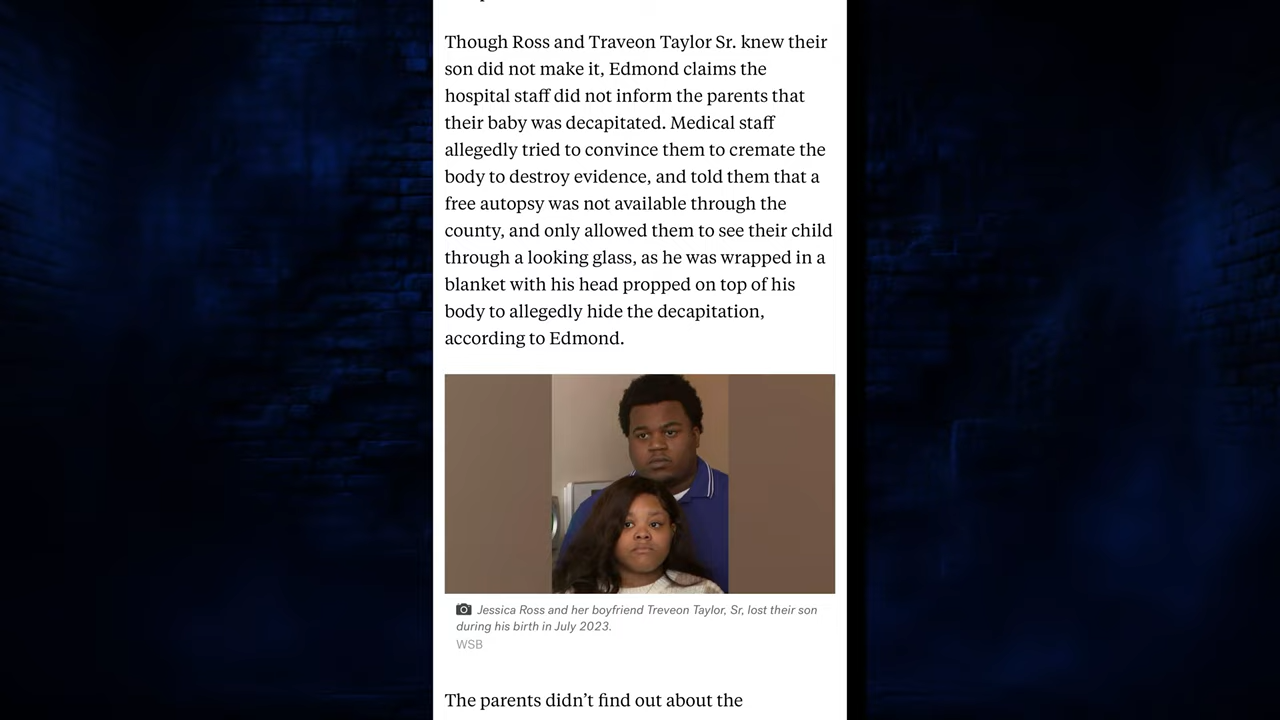 Though Ross and Traveon Taylor Sr. knew their
son did not make it, Edmond claims the
hospital staff did not inform the parents that
their baby was decapitated. Medical staff
allegedly tried to convince them to cremate the
body to destroy evidence, and told them that a
free autopsy was not available through the
county, and only allowed them to see their child
through a looking glass, as he was wrapped in a
blanket with his head propped on top of his
body to allegedly hide the decapitation,
according to Edmond.
Jessica Ross and her boyfriend Treveon Taylor, Sr, lost their son
during his birth in July 2023.
WSB
The parents didn’t find out about the